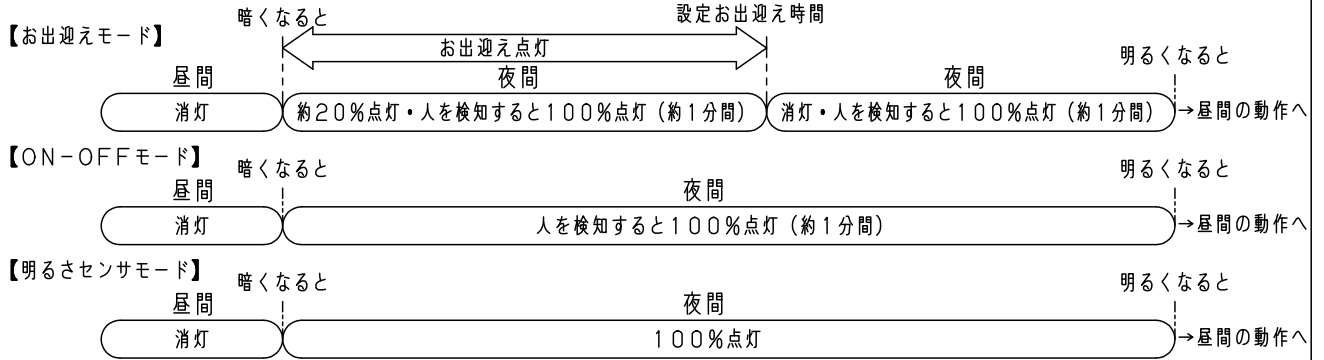 暗くなると 設定お出迎え時間
【お出迎えモード】
お出迎え点灯
明るくなると
昼間 夜間 夜間
消灯 約20%点灯・人を検知すると100%点灯(約1分間) 消灯・人を検知すると100%点灯(約1分間) →昼間の動作へ
【ON-OFFモード】
暗くなると 明るくなると
昼間 夜間
消灯 人を検知すると100%点灯(約1分間) →昼間の動作へ
【明るさセンサモード】
暗くなると 明るくなると
昼間 夜間
消灯 100%点灯 →昼間の動作へ